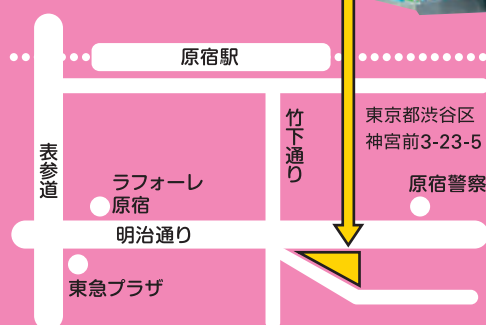 原宿駅
竹下通り
東京都渋谷区
神宮前3-23-5
表参道
ラフォーレ
原宿
原宿警察
明治通り
東急プラザ